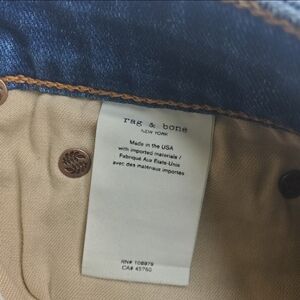 rag & bone
NEW YORK
Made in the USA
with imported materials /
Fabriqué Aux États-Unis
avec des matériaux importés
RN# 108979
CA# 45760